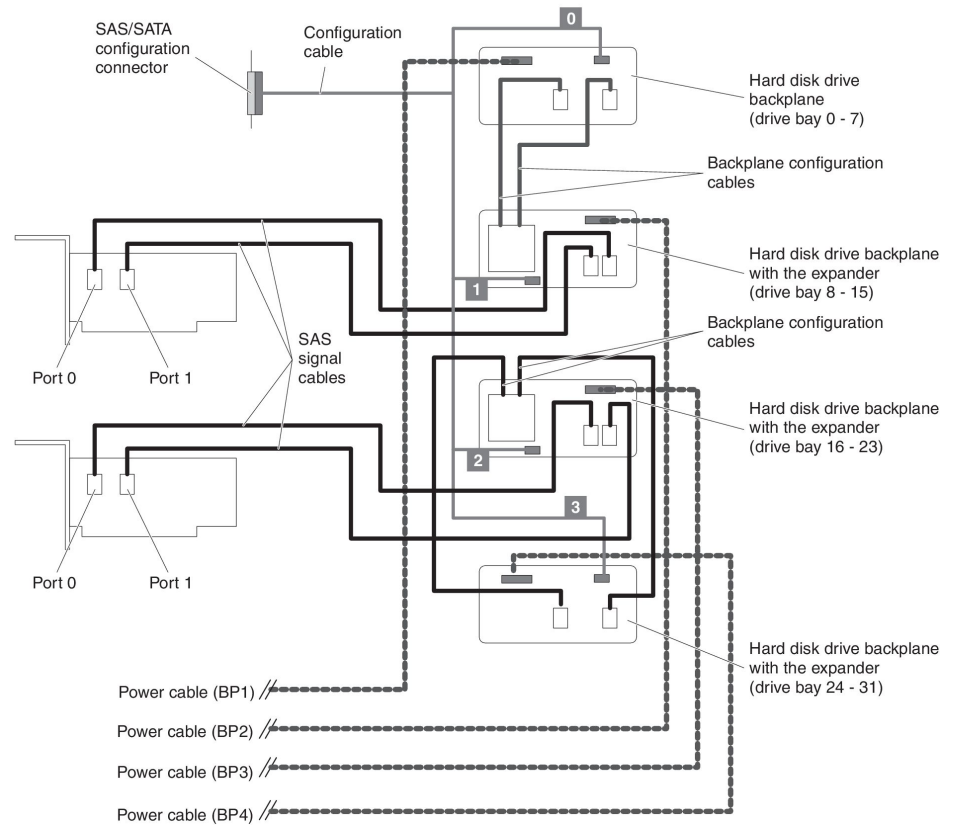 SAS/SATA
configuration
connector
Configuration
cable
0
Hard disk drive
backplane
(drive bay 0 - 7)
Backplane configuration
cables
Hard disk drive backplane
with the expander
(drive bay 8 - 15)
1
Backplane configuration
cables
SAS
signal
cables
Port 0
Port 1
Hard disk drive backplane
with the expander
(drive bay 16 - 23)
2
3
Port 0
Port 1
Hard disk drive backplane
with the expander
(drive bay 24 - 31)
Power cable (BP1)
Power cable (BP2)
Power cable (BP3)
Power cable (BP4)